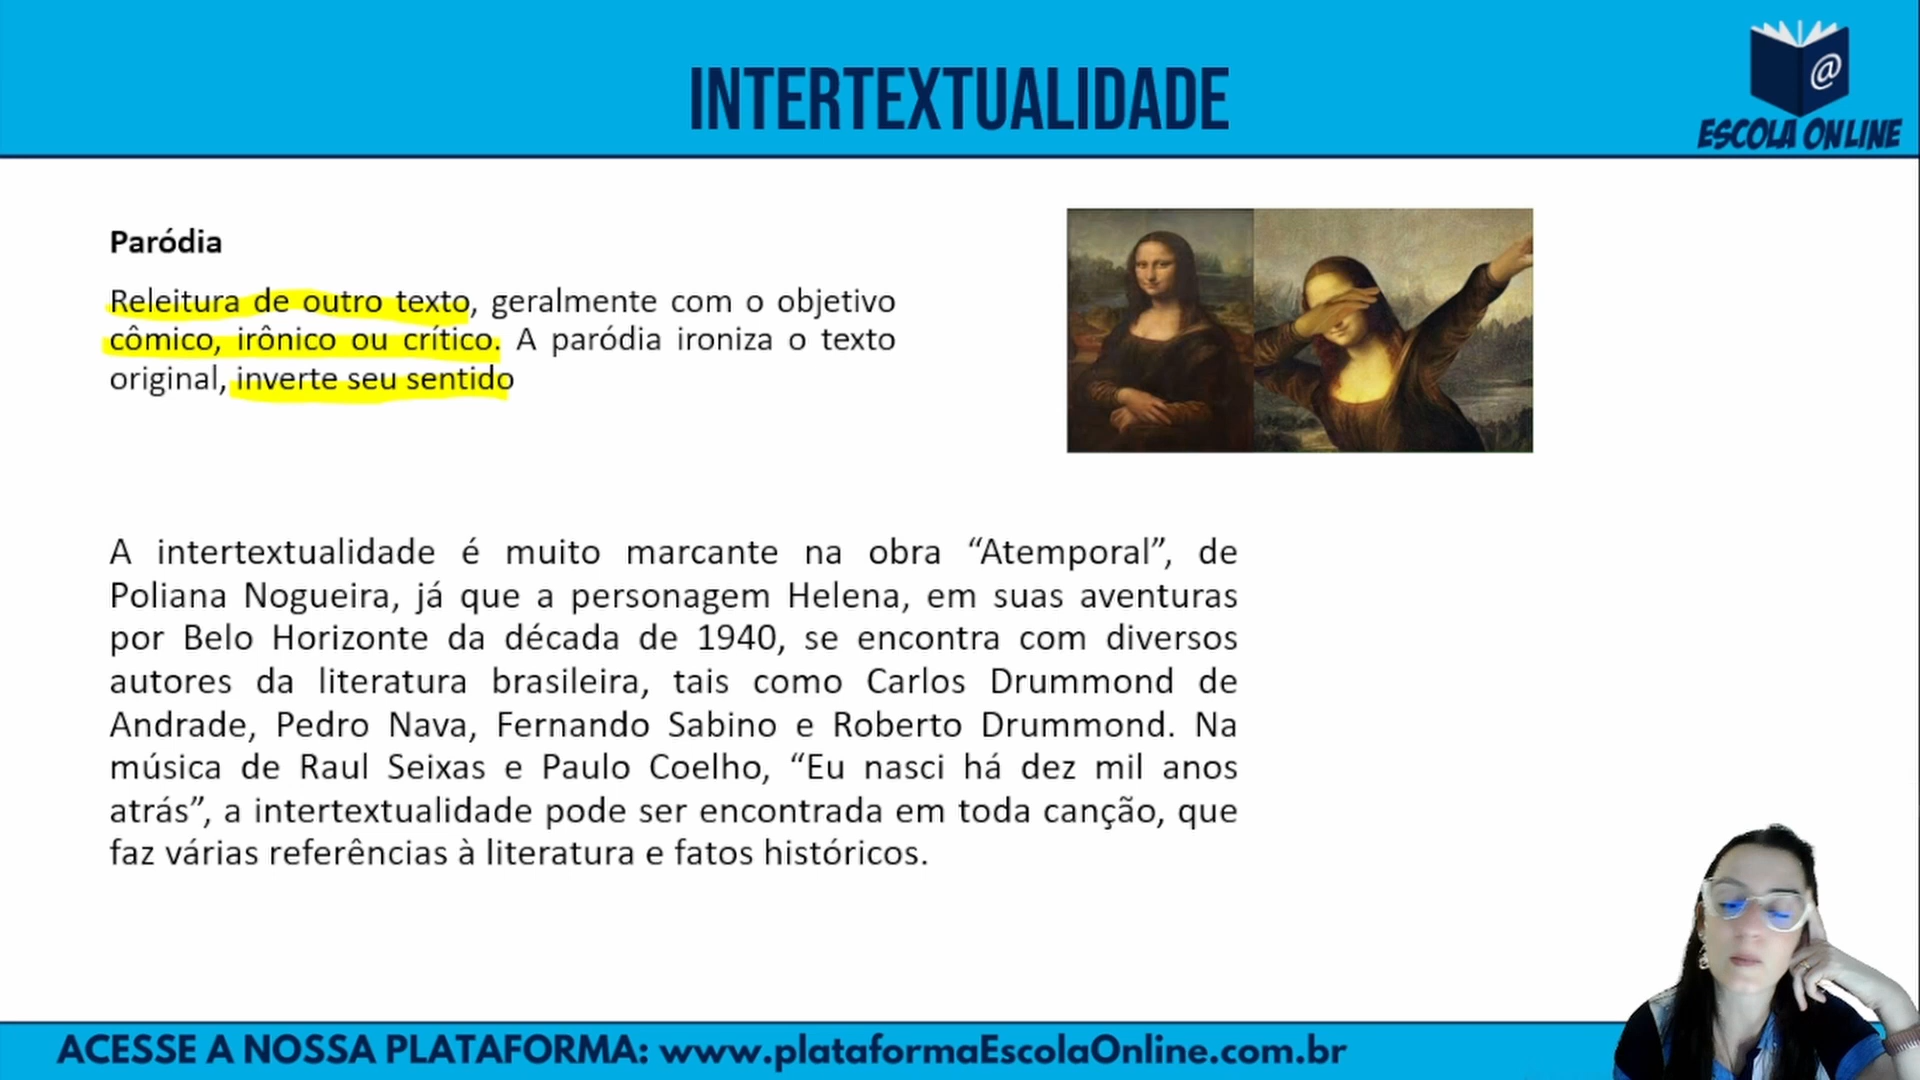 INTERTEXTUALIDADE
@
ESCOLA ONLINE
Paródia
Releitura de outro texto, geralmente com o objetivo
cômico, irônico ou crítico. A paródia ironiza o texto
original, inverte seu sentido
A intertextualidade é muito marcante na obra “Atemporal”, de
Poliana Nogueira, já que a personagem Helena, em suas aventuras
por Belo Horizonte da década de 1940, se encontra com diversos
autores da literatura brasileira, tais como Carlos Drummond de
Andrade, Pedro Nava, Fernando Sabino e Roberto Drummond. Na
música de Raul Seixas e Paulo Coelho, “Eu nasci há dez mil anos
atrás”, a intertextualidade pode ser encontrada em toda canção, que
faz várias referências à literatura e fatos históricos.
ACESSE A NOSSA PLATAFORMA: www.plataformaEscolaOnline.com.br